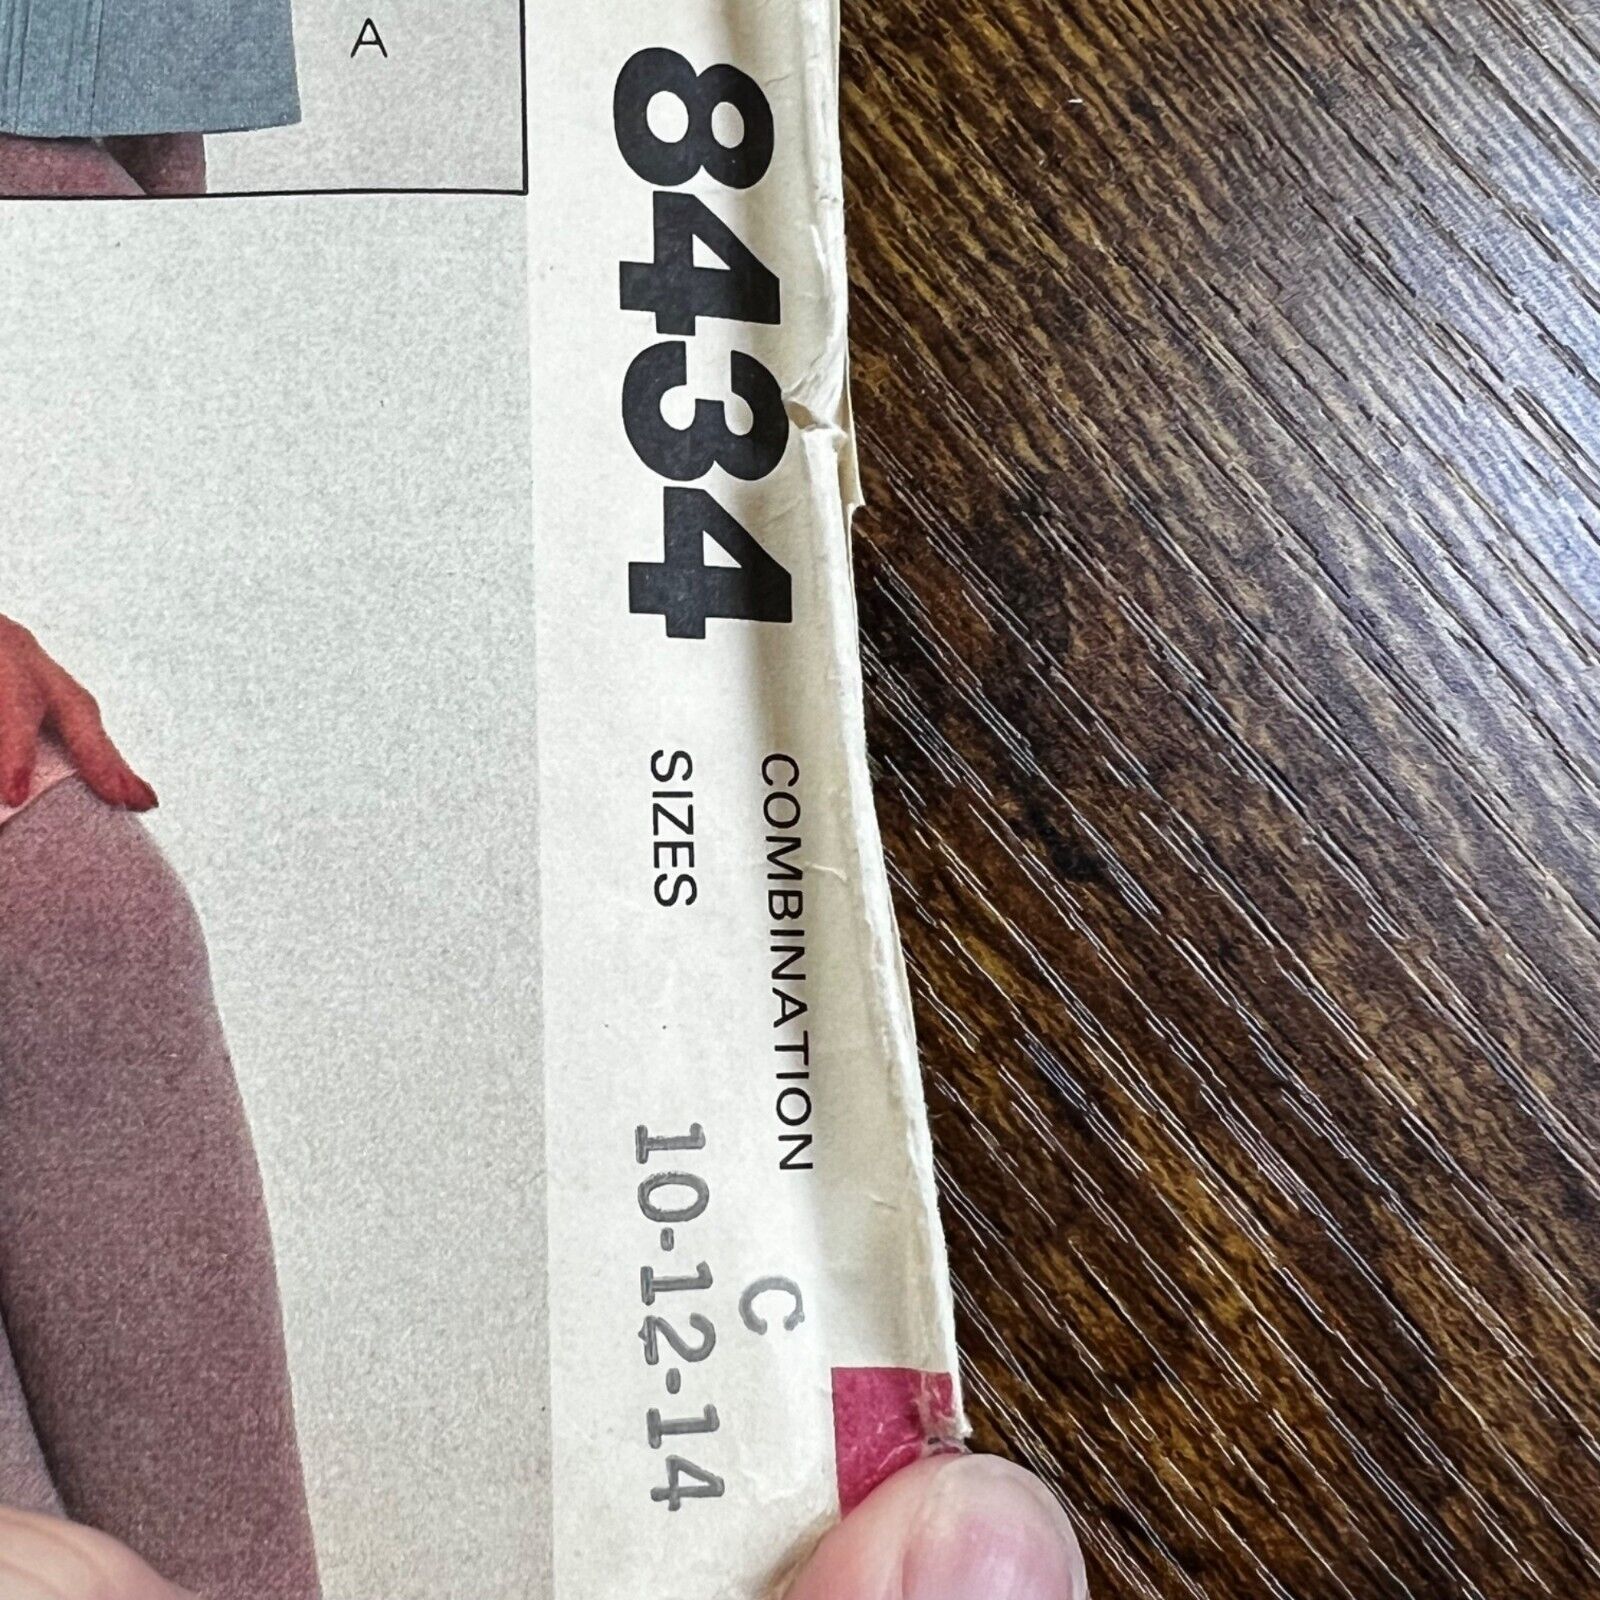 A
8434
COMBINATION C
SIZES 10-12-14